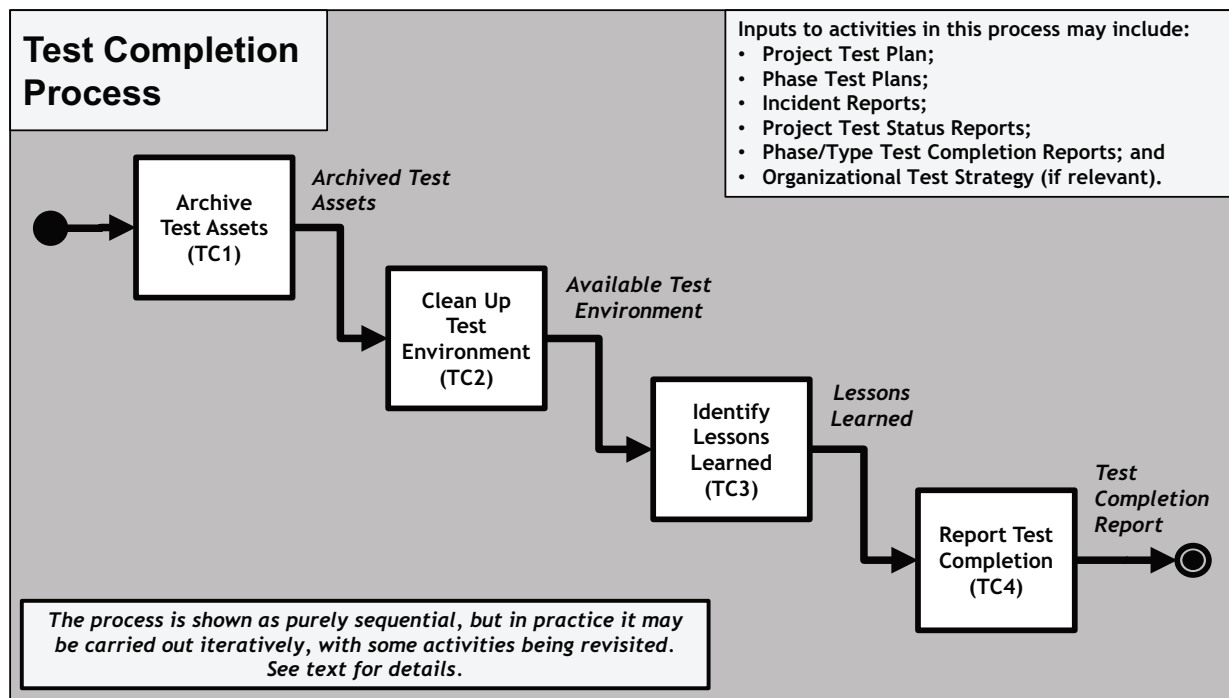 Test Completion
Process
Inputs to activities in this process may include:
• Project Test Plan;
• Phase Test Plans;
• Incident Reports;
• Project Test Status Reports;
• Phase/Type Test Completion Reports; and
• Organizational Test Strategy (if relevant).
Archive
Test Assets
(TC1)
Archived Test
Assets
Clean Up
Test
Environment
(TC2)
Available Test
Environment
Identify
Lessons
Learned
(TC3)
Lessons
Learned
Report Test
Completion
(TC4)
Test
Completion
Report
The process is shown as purely sequential, but in practice it may
be carried out iteratively, with some activities being revisited.
See text for details.